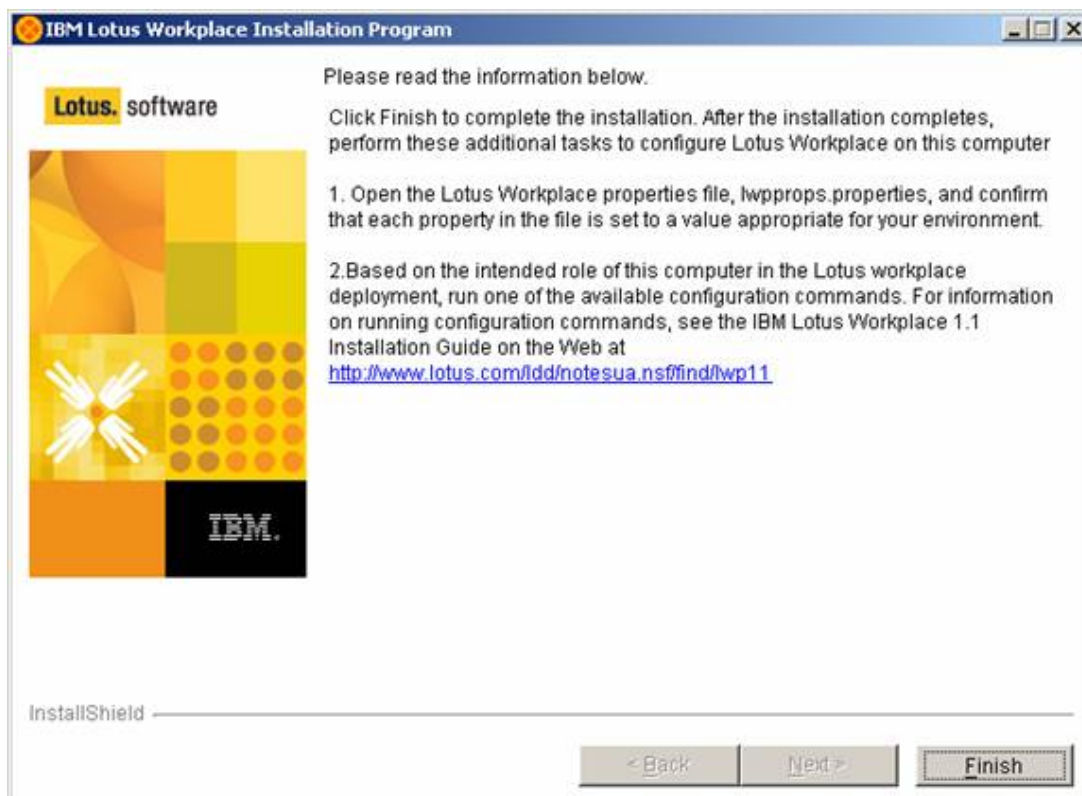 IBM Lotus Workplace Installation Program
Lotus. software
Please read the information below.
Click Finish to complete the installation. After the installation completes,
perform these additional tasks to configure Lotus Workplace on this computer
1. Open the Lotus Workplace properties file, lwpprops.properties, and confirm
that each property in the file is set to a value appropriate for your environment.
2.Based on the intended role of this computer in the Lotus workplace
deployment, run one of the available configuration commands. For information
on running configuration commands, see the IBM Lotus Workplace 1.1
Installation Guide on the Web at
http://www.lotus.com/ldd/notesua.nsf/find/lwp11
IBM.
InstallShield
< Back
Next >
Finish